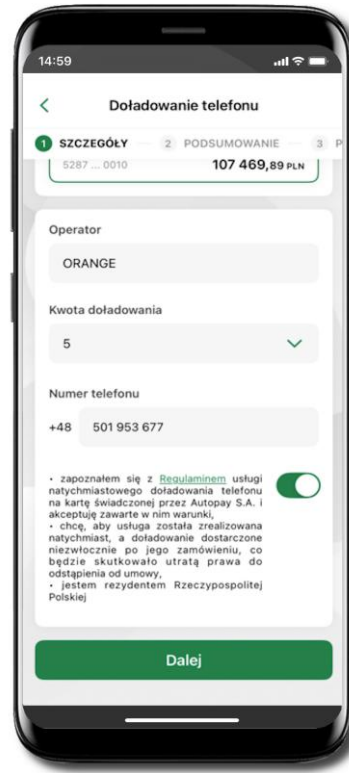 14:59
Doładowanie telefonu
1 SZCZEGÓŁY 2 PODSUMOWANIE 3 P
5287 ... 0010 107 469,89 PLN
Operator
ORANGE
Kwota doładowania
5
Numer telefonu
+48 501 953 677
• zapoznałem się z Regulaminem usługi
natychmiastowego doładowania telefonu
na kartę świadczonej przez Autopay S.A. i
akceptuję zawarte w nim warunki,
• chcę, aby usługa została zrealizowana
natychmiast, a doładowanie dostarczone
niezwłocznie po jego zamówieniu, co
będzie skutkowało utratą prawa do
odstąpienia od umowy,
• jestem rezydentem Rzeczypospolitej
Polskiej
Dalej